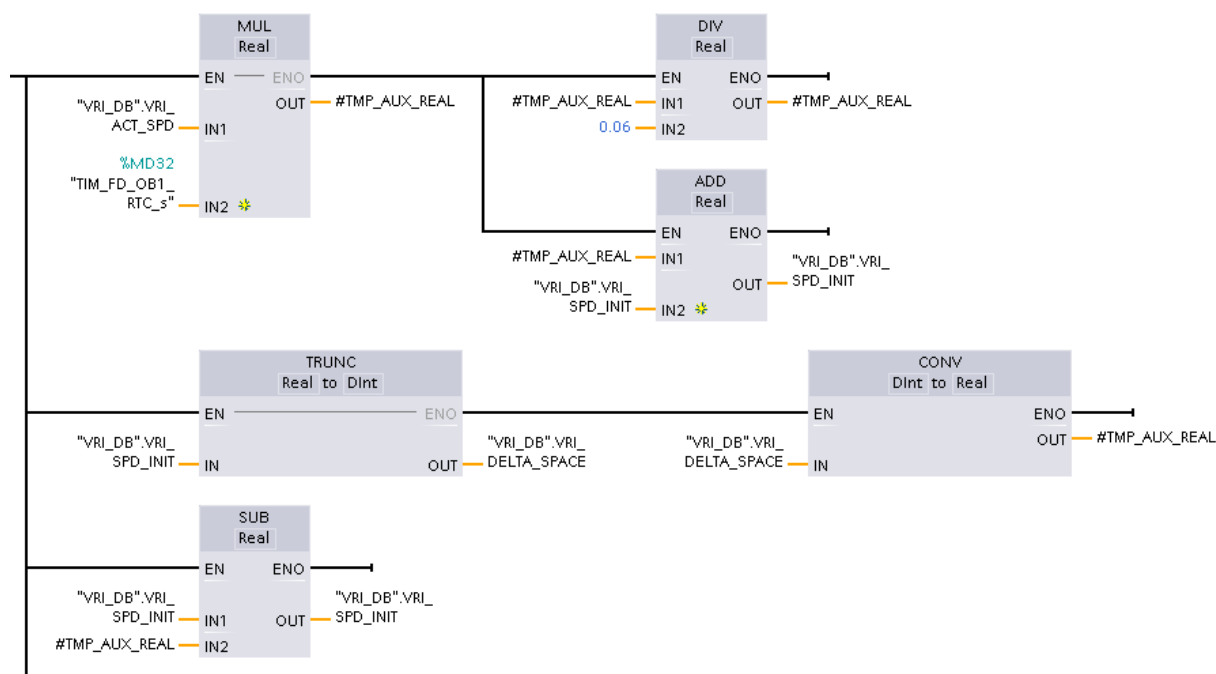 MUL
Real
EN
ENO
"VRI_DB".VRI_
ACT_SPD
IN1
OUT
#TMP_AUX_REAL
%MD32
"TIM_FD_OB1_
RTC_s"
IN2
DIV
Real
EN
ENO
#TMP_AUX_REAL
IN1
OUT
#TMP_AUX_REAL
0.06
IN2
ADD
Real
EN
ENO
#TMP_AUX_REAL
IN1
"VRI_DB".VRI_
SPD_INIT
IN2
OUT
"VRI_DB".VRI_
SPD_INIT
TRUNC
Real to DInt
EN
ENO
"VRI_DB".VRI_
SPD_INIT
IN
OUT
"VRI_DB".VRI_
DELTA_SPACE
CONV
DInt to Real
EN
ENO
"VRI_DB".VRI_
DELTA_SPACE
IN
OUT
#TMP_AUX_REAL
SUB
Real
EN
ENO
"VRI_DB".VRI_
SPD_INIT
IN1
OUT
"VRI_DB".VRI_
SPD_INIT
#TMP_AUX_REAL
IN2